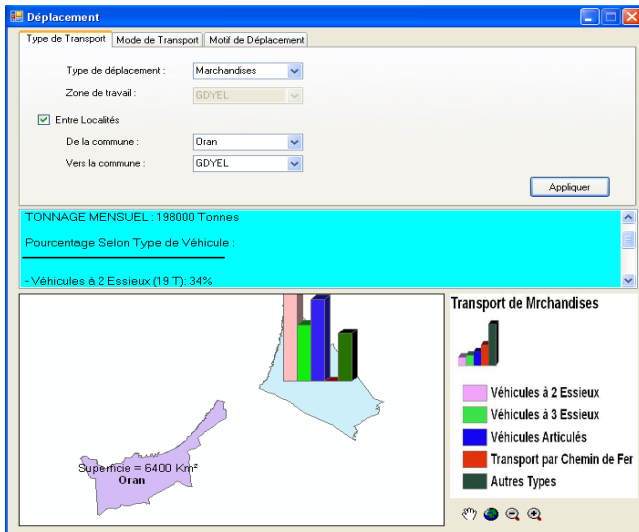 Déplacement
Type de Transport
Mode de Transport
Motif de Déplacement
Type de déplacement :
Marchandises
Zone de travail :
GDYEL
Entre Localités
De la commune :
Oran
Vers la commune :
GDYEL
Appliquer
TONNAGE MENSUEL : 198000 Tonnes
Pourcentage Selon Type de Véhicule :
- Véhicules à 2 Essieux (19 T): 34%
Superficie = 6400 Km²
Oran
Transport de Mrchandises
Véhicules à 2 Essieux
Véhicules à 3 Essieux
Véhicules Articulés
Transport par Chemin de Fer
Autres Types